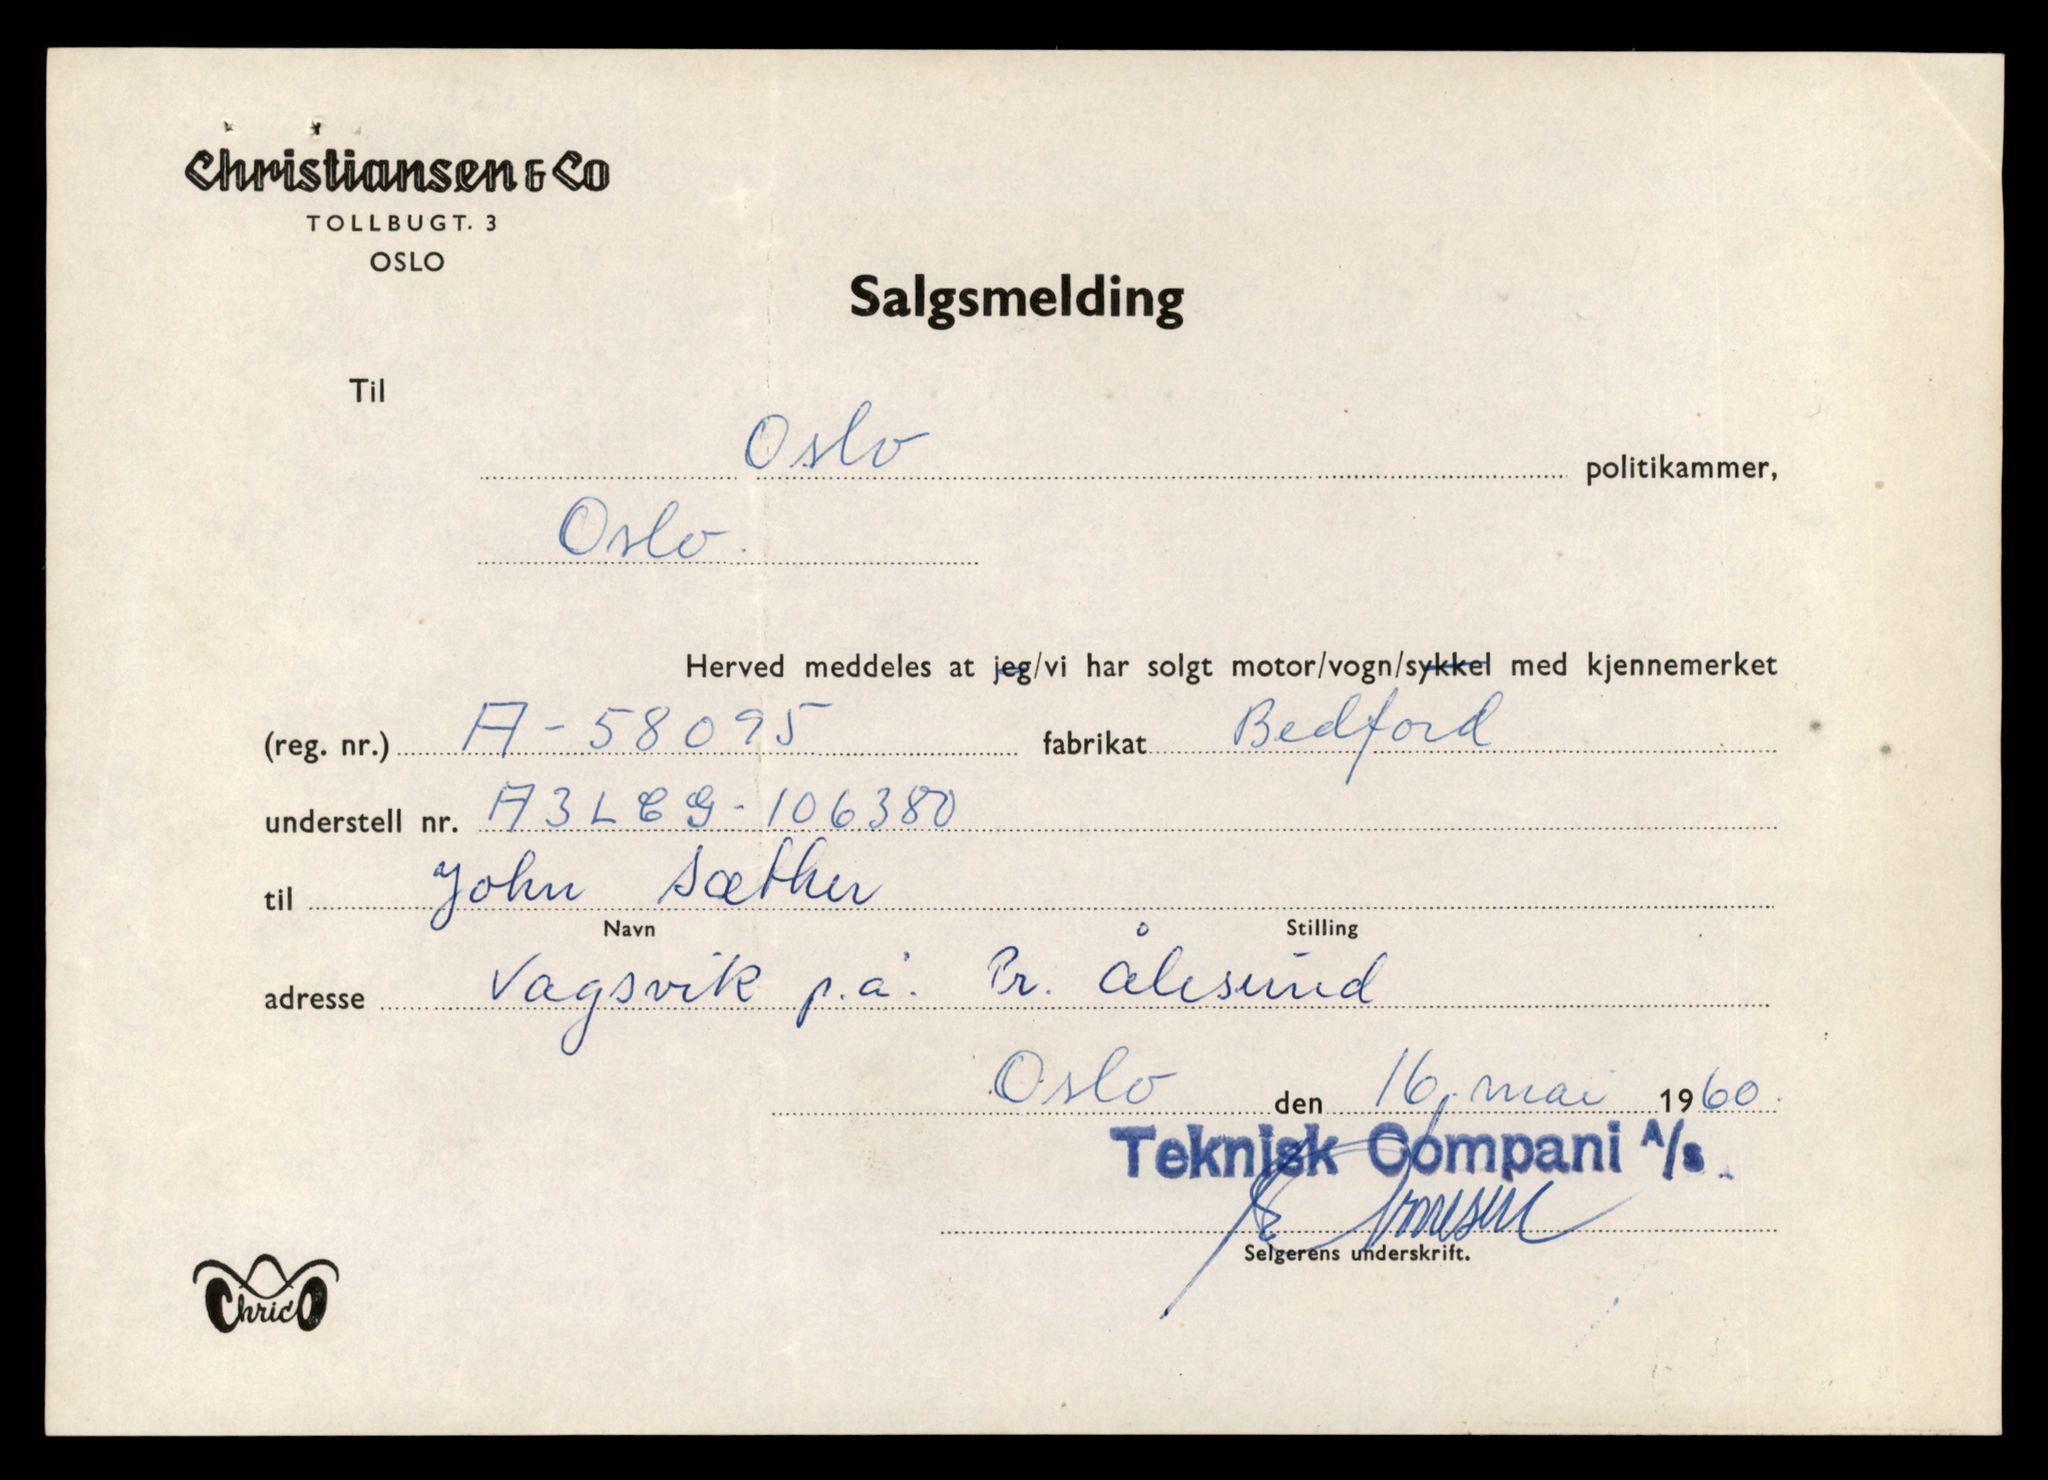 Christiansen & Co
TOLLBUGT. 3
OSLO
Salgsmelding
Til
Oslo politikammer,
Oslo.
Herved meddeles at jeg/vi har solgt motor/vogn/sykkel med kjennemerket
(reg. nr.) A-58095 fabrikat Bedford
understell nr. A3LCG-106380
til John Sæther
Navn Stilling
adresse Vagsvik p.å. Pr. Ålesund
Oslo den 16. mai 1960.
Teknisk Compani A/s.
Selgerens underskrift.
ChricO